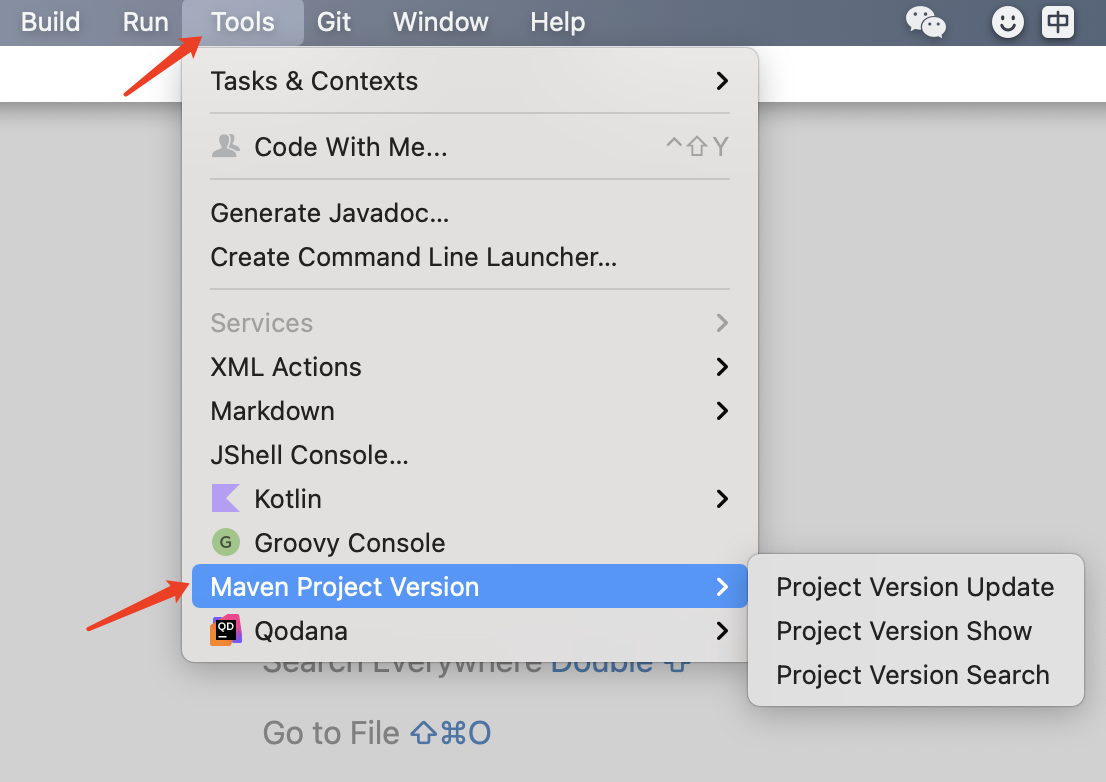 Build Run Tools Git Window Help 中
Tasks & Contexts
Code With Me... ^⇧Y
Generate Javadoc...
Create Command Line Launcher...
Services
XML Actions
Markdown
JShell Console...
Kotlin
G Groovy Console
Maven Project Version
Project Version Update
QD Qodana
Project Version Show
Project Version Search
Search Everywhere Double ⇧
Go to File ⇧⌘O